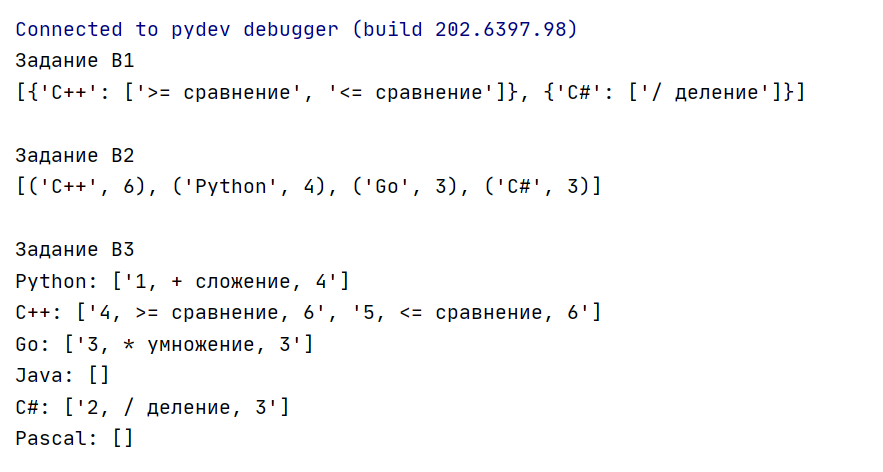 Connected to pydev debugger (build 202.6397.98)
Задание В1
[{'C++': ['>= сравнение', '<= сравнение']}, {'C#': ['/ деление']}]
Задание В2
[('C++', 6), ('Python', 4), ('Go', 3), ('C#', 3)]
Задание В3
Python: ['1, + сложение, 4']
C++: ['4, >= сравнение, 6', '5, <= сравнение, 6']
Go: ['3, * умножение, 3']
Java: []
C#: ['2, / деление, 3']
Pascal: []